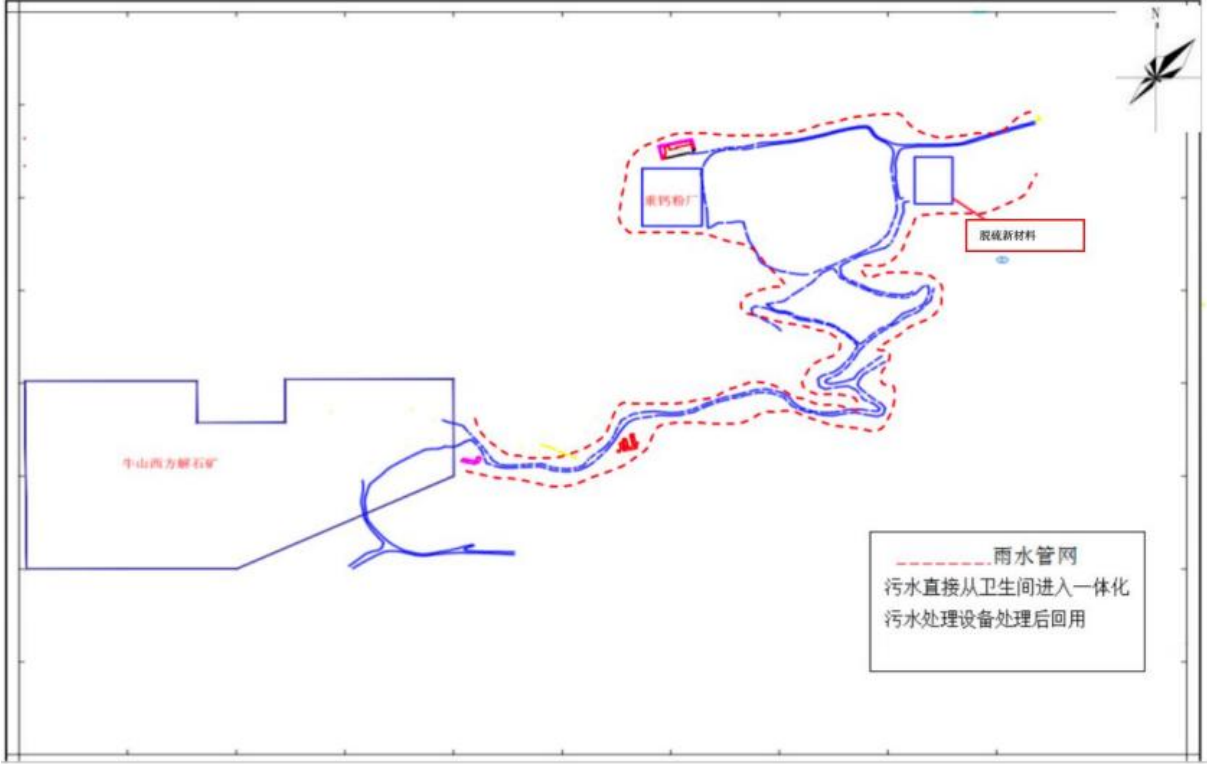 N
重钙粉厂
脱硫新材料
牛山西方解石矿
雨水管网
污水直接从卫生间进入一体化
污水处理设备处理后回用